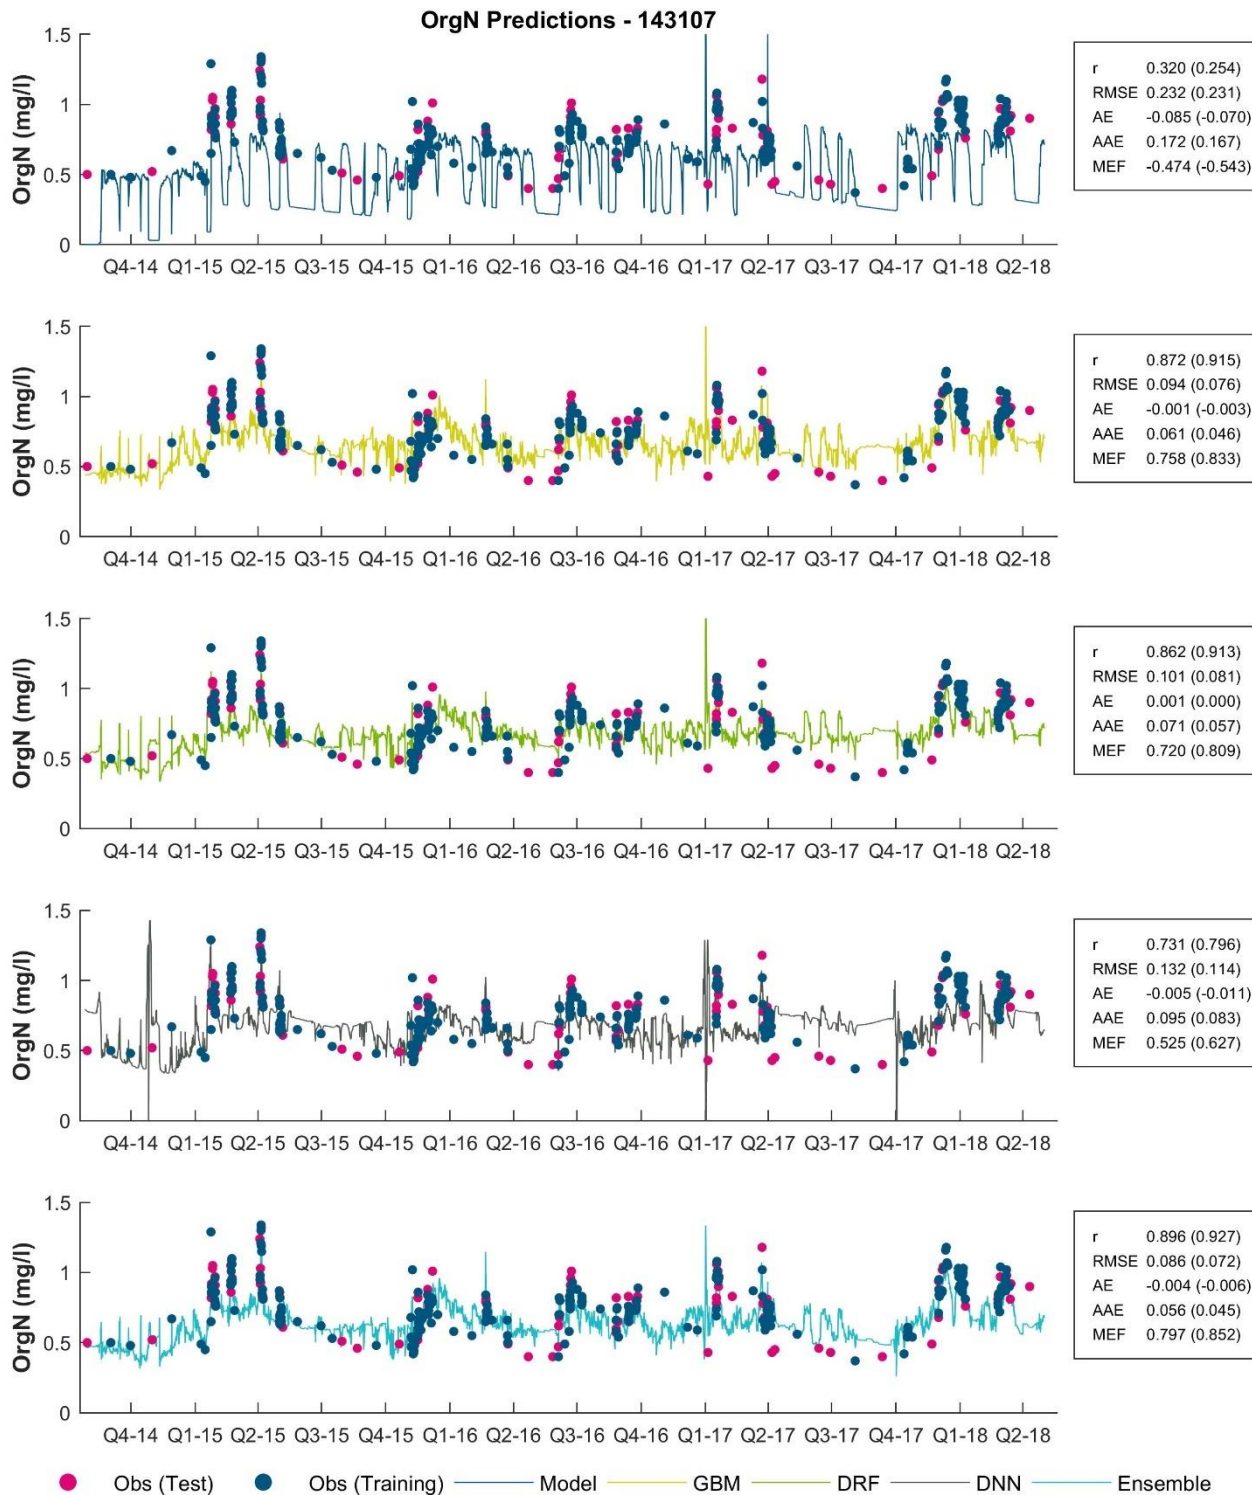 OrgN Predictions - 143107
OrgN (mg/l)
1.5
1
0.5
0
Q4-14 Q1-15 Q2-15 Q3-15 Q4-15 Q1-16 Q2-16 Q3-16 Q4-16 Q1-17 Q2-17 Q3-17 Q4-17 Q1-18 Q2-18
r 0.320 (0.254)
RMSE 0.232 (0.231)
AE -0.085 (-0.070)
AAE 0.172 (0.167)
MEF -0.474 (-0.543)
OrgN (mg/l)
1.5
1
0.5
0
Q4-14 Q1-15 Q2-15 Q3-15 Q4-15 Q1-16 Q2-16 Q3-16 Q4-16 Q1-17 Q2-17 Q3-17 Q4-17 Q1-18 Q2-18
r 0.872 (0.915)
RMSE 0.094 (0.076)
AE -0.001 (-0.003)
AAE 0.061 (0.046)
MEF 0.758 (0.833)
OrgN (mg/l)
1.5
1
0.5
0
Q4-14 Q1-15 Q2-15 Q3-15 Q4-15 Q1-16 Q2-16 Q3-16 Q4-16 Q1-17 Q2-17 Q3-17 Q4-17 Q1-18 Q2-18
r 0.862 (0.913)
RMSE 0.101 (0.081)
AE 0.001 (0.000)
AAE 0.071 (0.057)
MEF 0.720 (0.809)
OrgN (mg/l)
1.5
1
0.5
0
Q4-14 Q1-15 Q2-15 Q3-15 Q4-15 Q1-16 Q2-16 Q3-16 Q4-16 Q1-17 Q2-17 Q3-17 Q4-17 Q1-18 Q2-18
r 0.731 (0.796)
RMSE 0.132 (0.114)
AE -0.005 (-0.011)
AAE 0.095 (0.083)
MEF 0.525 (0.627)
OrgN (mg/l)
1.5
1
0.5
0
Q4-14 Q1-15 Q2-15 Q3-15 Q4-15 Q1-16 Q2-16 Q3-16 Q4-16 Q1-17 Q2-17 Q3-17 Q4-17 Q1-18 Q2-18
r 0.896 (0.927)
RMSE 0.086 (0.072)
AE -0.004 (-0.006)
AAE 0.056 (0.045)
MEF 0.797 (0.852)
Obs (Test) Obs (Training) Model GBM DRF DNN Ensemble